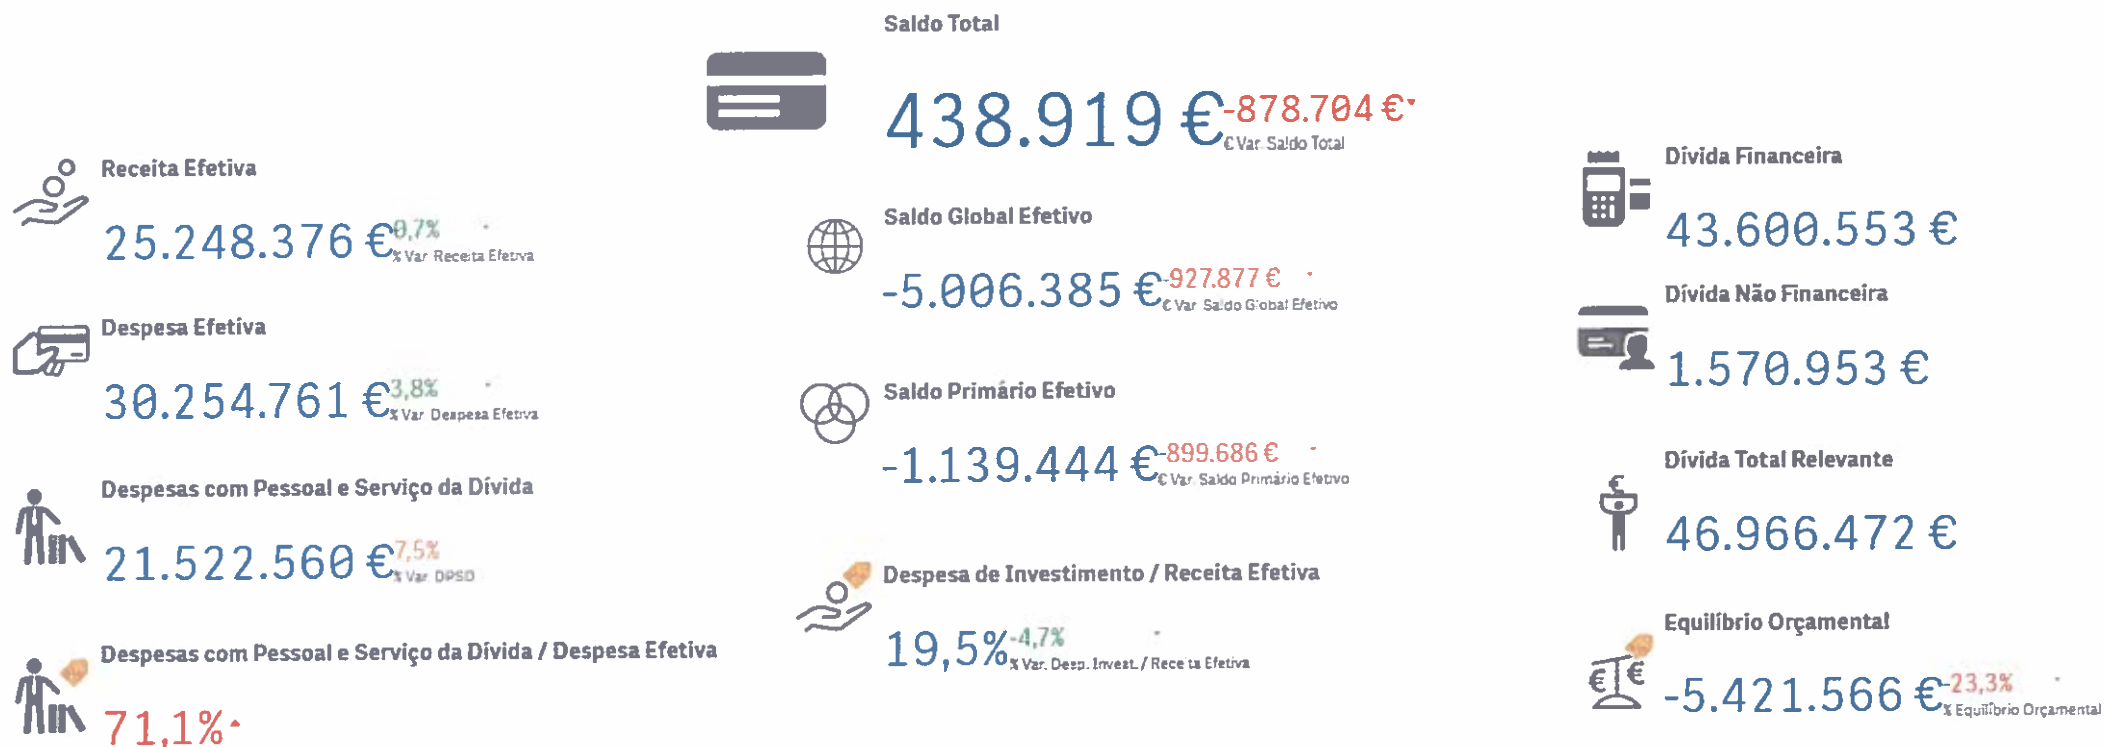 Saldo Total
438.919 €
-878.704 €
€ Var. Saldo Total
Receita Efetiva
25.248.376 €
0,7%
% Var. Receita Efetiva
Despesa Efetiva
30.254.761 €
3,8%
% Var. Despesa Efetiva
Despesas com Pessoal e Serviço da Dívida
21.522.560 €
7,5%
% Var. DPSD
Despesas com Pessoal e Serviço da Dívida / Despesa Efetiva
71,1%
Saldo Global Efetivo
-5.006.385 €
-927.877 €
€ Var. Saldo Global Efetivo
Saldo Primário Efetivo
-1.139.444 €
-899.686 €
€ Var. Saldo Primário Efetivo
Despesa de Investimento / Receita Efetiva
19,5%
-4,7%
% Var. Desp. Invest. / Receita Efetiva
Dívida Financeira
43.600.553 €
Dívida Não Financeira
1.570.953 €
Dívida Total Relevante
46.966.472 €
Equilíbrio Orçamental
-5.421.566 €
-23,3%
% Equilíbrio Orçamental